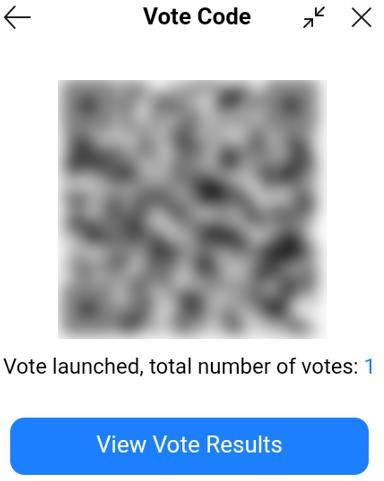 Vote Code
Vote launched, total number of votes: 1
View Vote Results